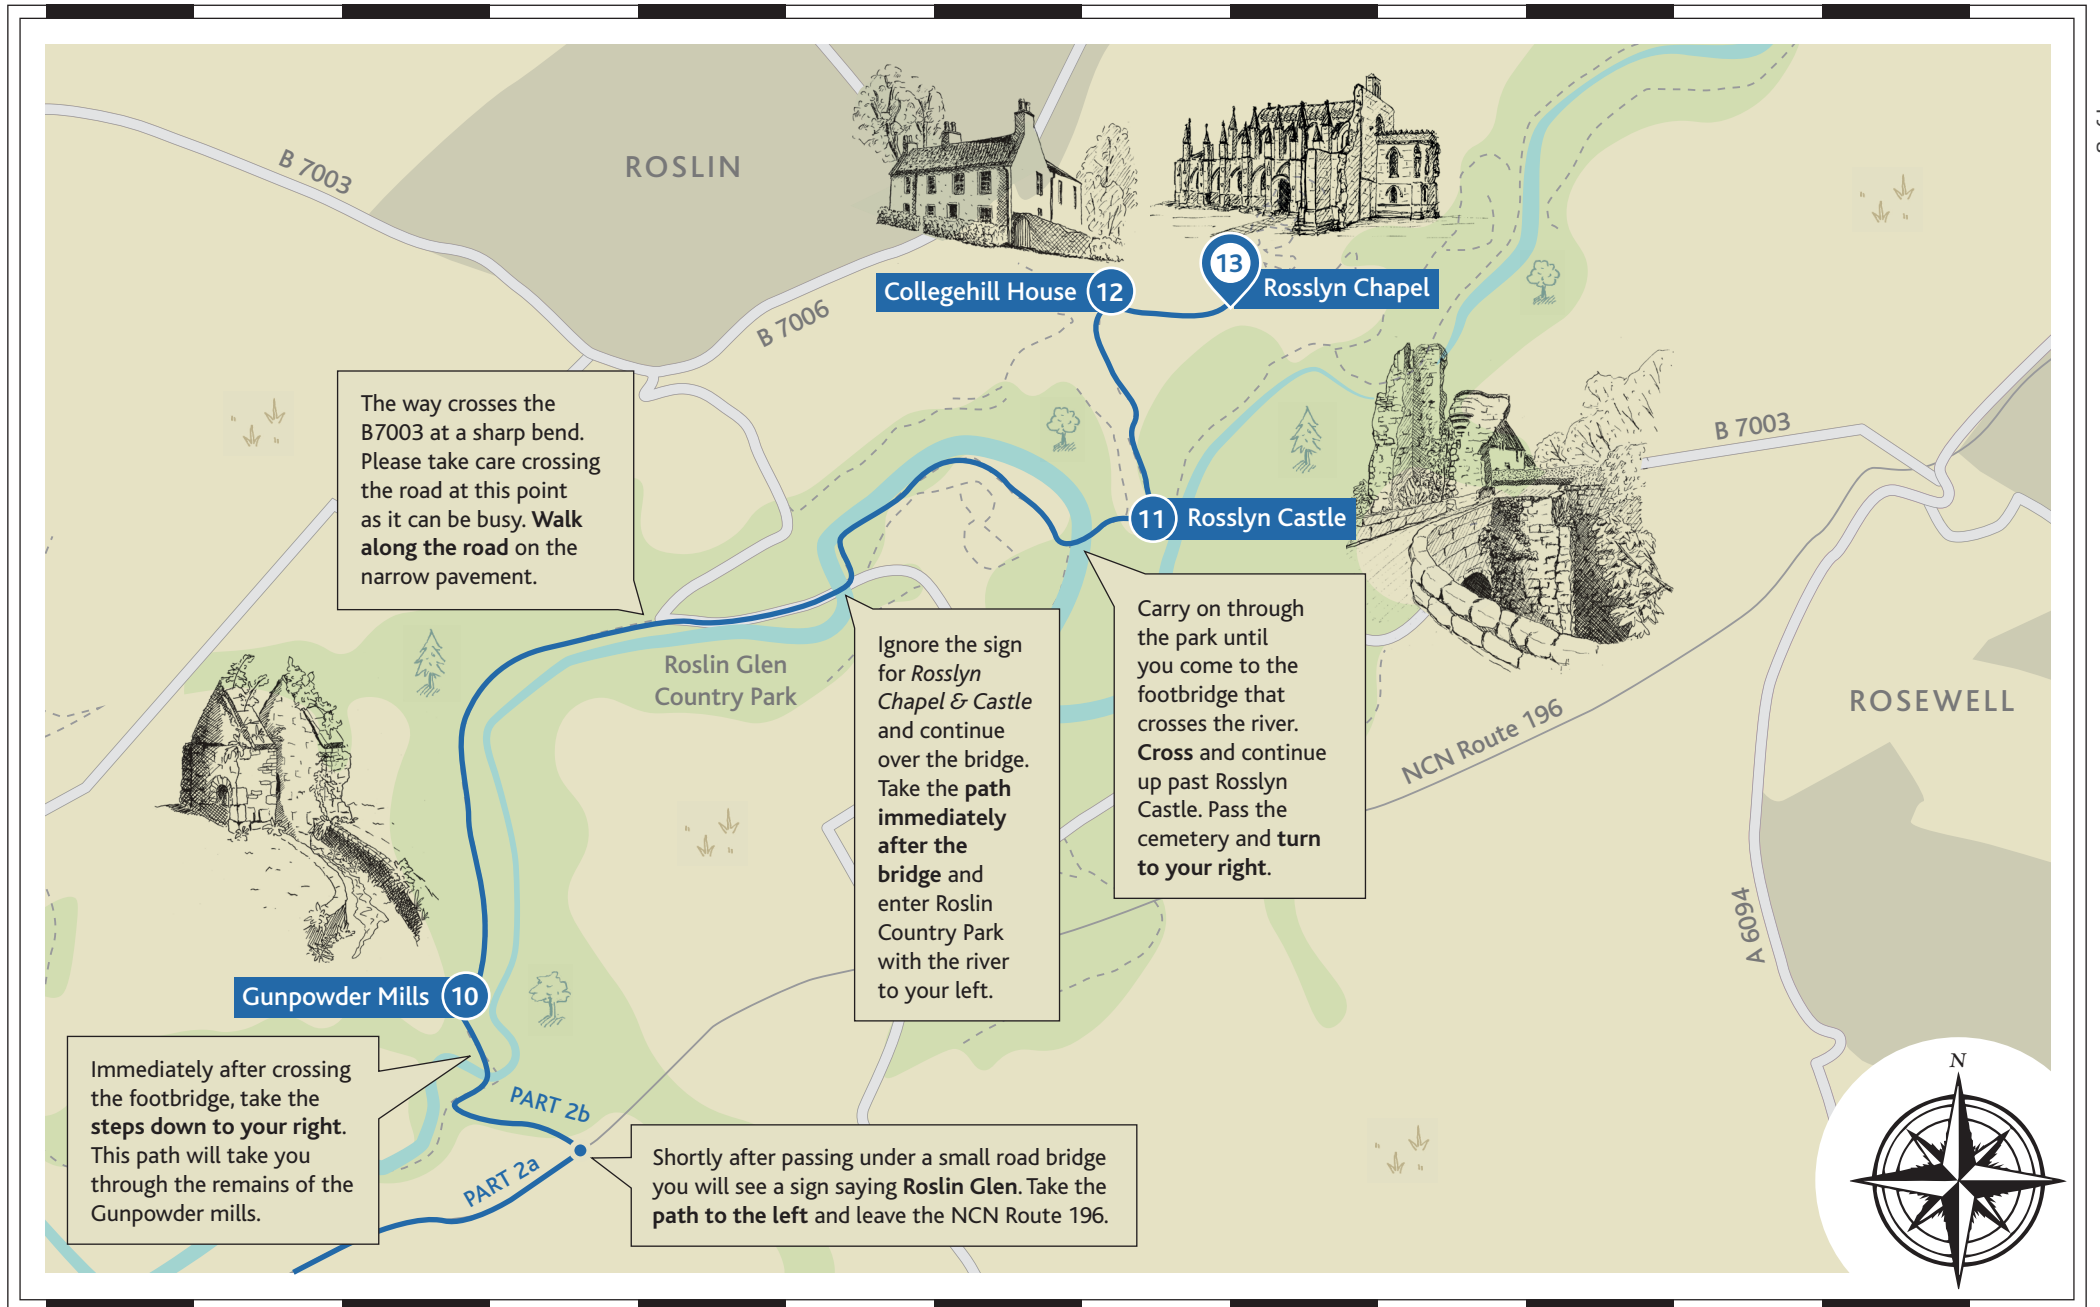 B 7003
ROSLIN
B 7006
Collegehill House 12
13
Rosslyn Chapel
The way crosses the
B7003 at a sharp bend.
Please take care crossing
the road at this point
as it can be busy. Walk
along the road on the
narrow pavement.
B 7003
11 Rosslyn Castle
Roslin Glen
Country Park
Ignore the sign
for Rosslyn
Chapel & Castle
and continue
over the bridge.
Take the path
immediately
after the
bridge and
enter Roslin
Country Park
with the river
to your left.
Carry on through
the park until
you come to the
footbridge that
crosses the river.
Cross and continue
up past Rosslyn
Castle. Pass the
cemetery and turn
to your right.
ROSEWELL
NCN Route 196
A 6094
Gunpowder Mills 10
Immediately after crossing
the footbridge, take the
steps down to your right.
This path will take you
through the remains of the
Gunpowder mills.
PART 2b
PART 2a
Shortly after passing under a small road bridge
you will see a sign saying Roslin Glen. Take the
path to the left and leave the NCN Route 196.
N